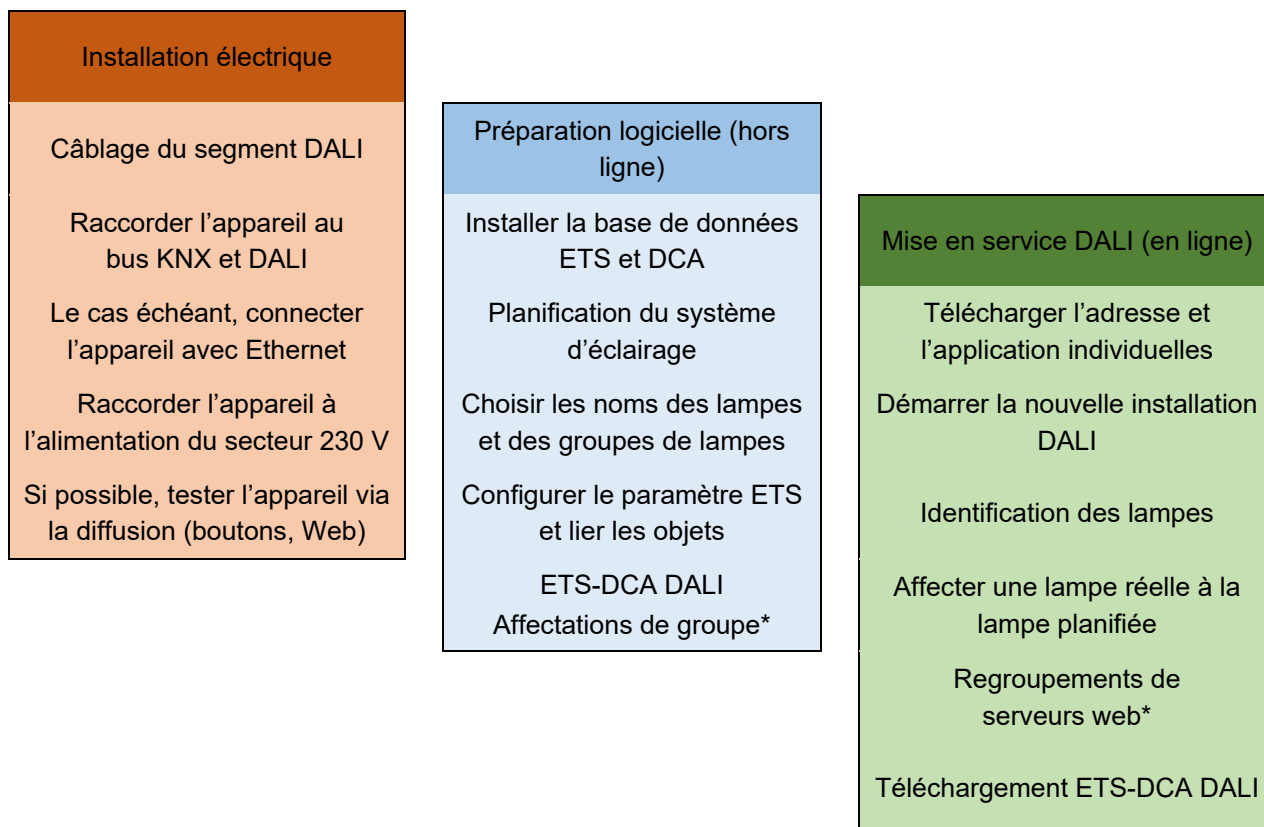 Installation électrique
Câblage du segment DALI
Raccorder l’appareil au
bus KNX et DALI
Le cas échéant, connecter
l’appareil avec Ethernet
Raccorder l’appareil à
l’alimentation du secteur 230 V
Si possible, tester l’appareil via
la diffusion (boutons, Web)
Préparation logicielle (hors
ligne)
Installer la base de données
ETS et DCA
Planification du système
d’éclairage
Choisir les noms des lampes
et des groupes de lampes
Configurer le paramètre ETS
et lier les objets
ETS-DCA DALI
Affectations de groupe*
Mise en service DALI (en ligne)
Télécharger l’adresse et
l’application individuelles
Démarrer la nouvelle installation
DALI
Identification des lampes
Affecter une lampe réelle à la
lampe planifiée
Regroupements de
serveurs web*
Téléchargement ETS-DCA DALI